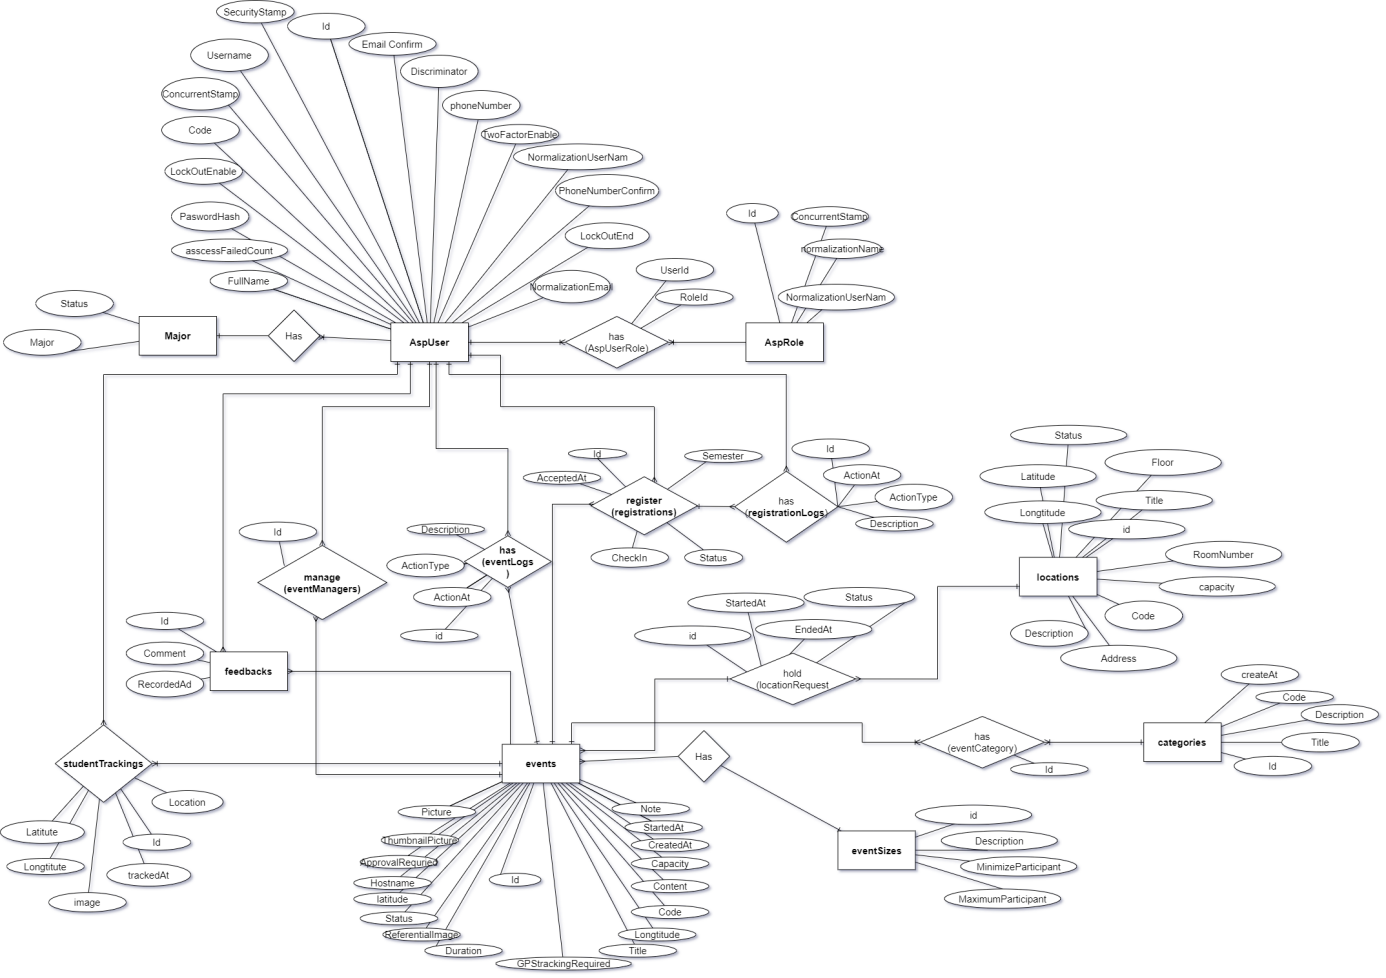 SecurityStamp
Id
Email Confirm
Username
Discriminator
ConcurrentStamp
phoneNumber
Code
TwoFactorEnable
NormalizationUserNam
LockOutEnable
PhoneNumberConfirm
PaswordHash
LockOutEnd
asscessFailedCount
FullName
NormalizationEmail
UserId
RoleId
Id
ConcurrentStamp
normalizationName
NormalizationUserNam
Status
Major
Major
Has
AspUser
has
(AspUserRole)
AspRole
Id
Semester
AcceptedAt
register
(registrations)
CheckIn
Status
has
(registrationLogs)
Id
ActionAt
ActionType
Description
Status
Latitude
Floor
Longtitude
Title
id
RoomNumber
locations
capacity
Code
Description
Address
Id
manage
(eventManagers)
Description
ActionType
ActionAt
id
has
(eventLogs
)
StartedAt
Status
id
EndedAt
hold
(locationRequest
Id
Comment
RecordedAd
feedbacks
createAt
Code
Description
categories
Title
Id
has
(eventCategory)
Id
studentTrackings
events
Has
Location
Latitute
Id
Longtitute
trackedAt
image
Picture
ThumbnailPicture
ApprovalRequried
Hostname
latitude
Status
ReferentialImage
Duration
Id
GPStrackingRequired
Note
StartedAt
CreatedAt
Capacity
Content
Code
Longtitude
Title
eventSizes
id
Description
MinimizeParticipant
MaximumParticipant